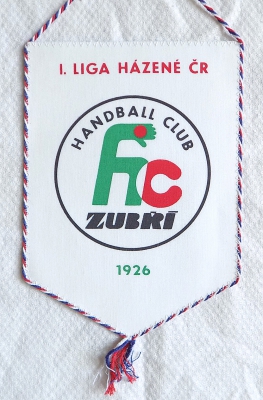 I. LIGA HÁZENÉ ČR
HANDBALL CLUB
hc
ZUBŘÍ
1926